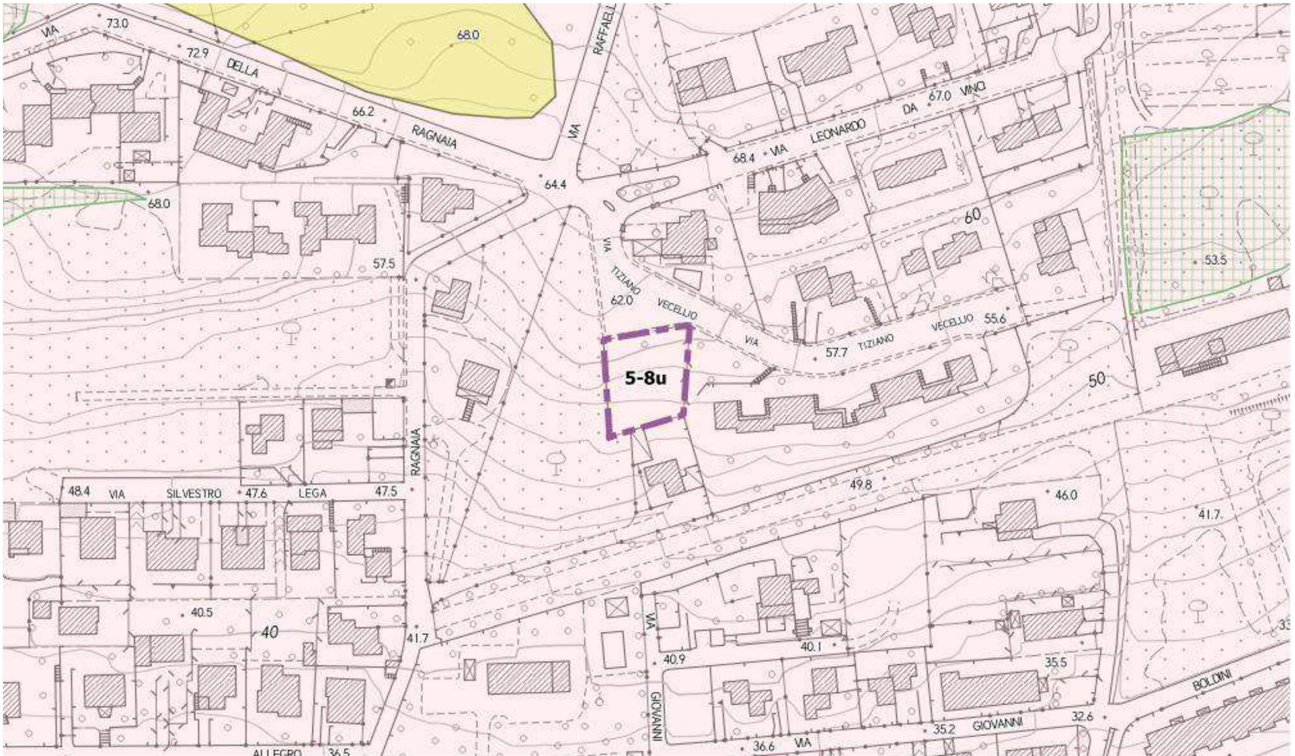 VIA
73.0
72.9
DELLA
68.0
RAFFAELL
66.2
RAGNAIA
VIA
67.0
DA VINCI
LEONARDO
VIA
68.4
64.4
68.0
60
57.5
VIA
TIZIANO
VECELLIO
62.0
53.5
VIA
57.7
TIZIANO
VECELLIO
55.6
5-8u
50
RAGNAIA
48.4
VIA
SILVESTRO
47.6
LEGA
47.5
49.8
46.0
41.7
40.5
40
41.7
VIA
40.1
40.9
35.5
33
BOLDINI
GIOVANNI
35.2
GIOVANNI
32.6
36.6
VIA
ALLEGRO
36.5